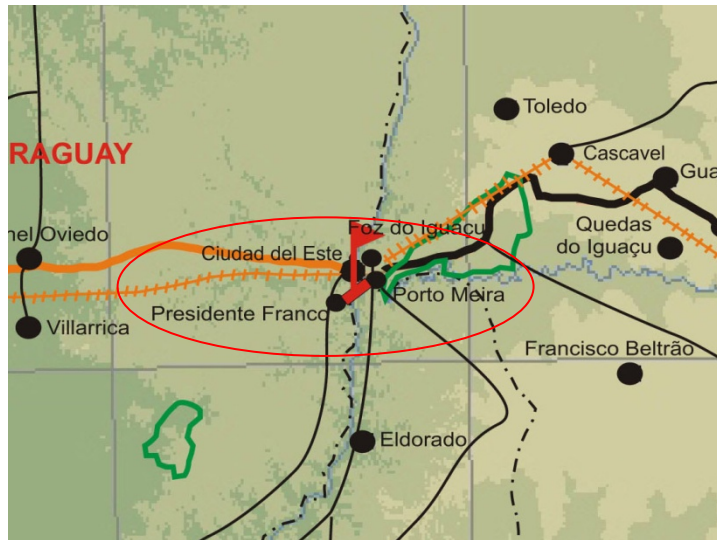 Toledo
Cascavel
RAGUAY
Gua
Foz do Iguaçu
nel Oviedo
Ciudad del Este
Quedas
do Iguaçu
Porto Meira
Presidente Franco
Villarrica
Francisco Beltrão
Eldorado